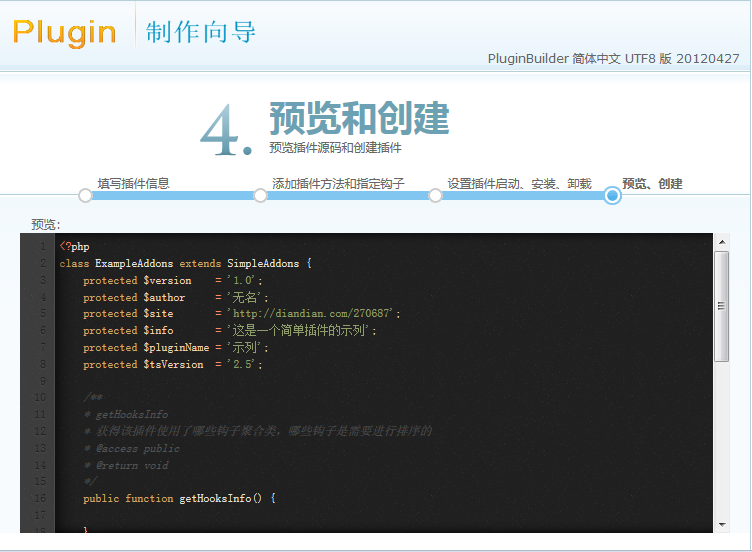 Plugin 制作向导
PluginBuilder 简体中文 UTF8 版 20120427
4. 预览和创建
预览插件源码和创建插件
填写插件信息 添加插件方法和指定钩子 设置插件启动、安装、卸载 预览、创建
预览：
1 <?php
2 class ExampleAddons extends SimpleAddons {
3 protected $version = '1.0';
4 protected $author = '无名';
5 protected $site = 'http://diandian.com/270687';
6 protected $info = '这是一个简单插件的示列';
7 protected $pluginName = '示列';
8 protected $tsVersion = '2.5';
9
10 /**
11 * getHooksInfo
12 * 获得该插件使用了哪些钩子聚合类，哪些钩子是需要进行排序的
13 * @access public
14 * @return void
15 */
16 public function getHooksInfo() {
17
18 }